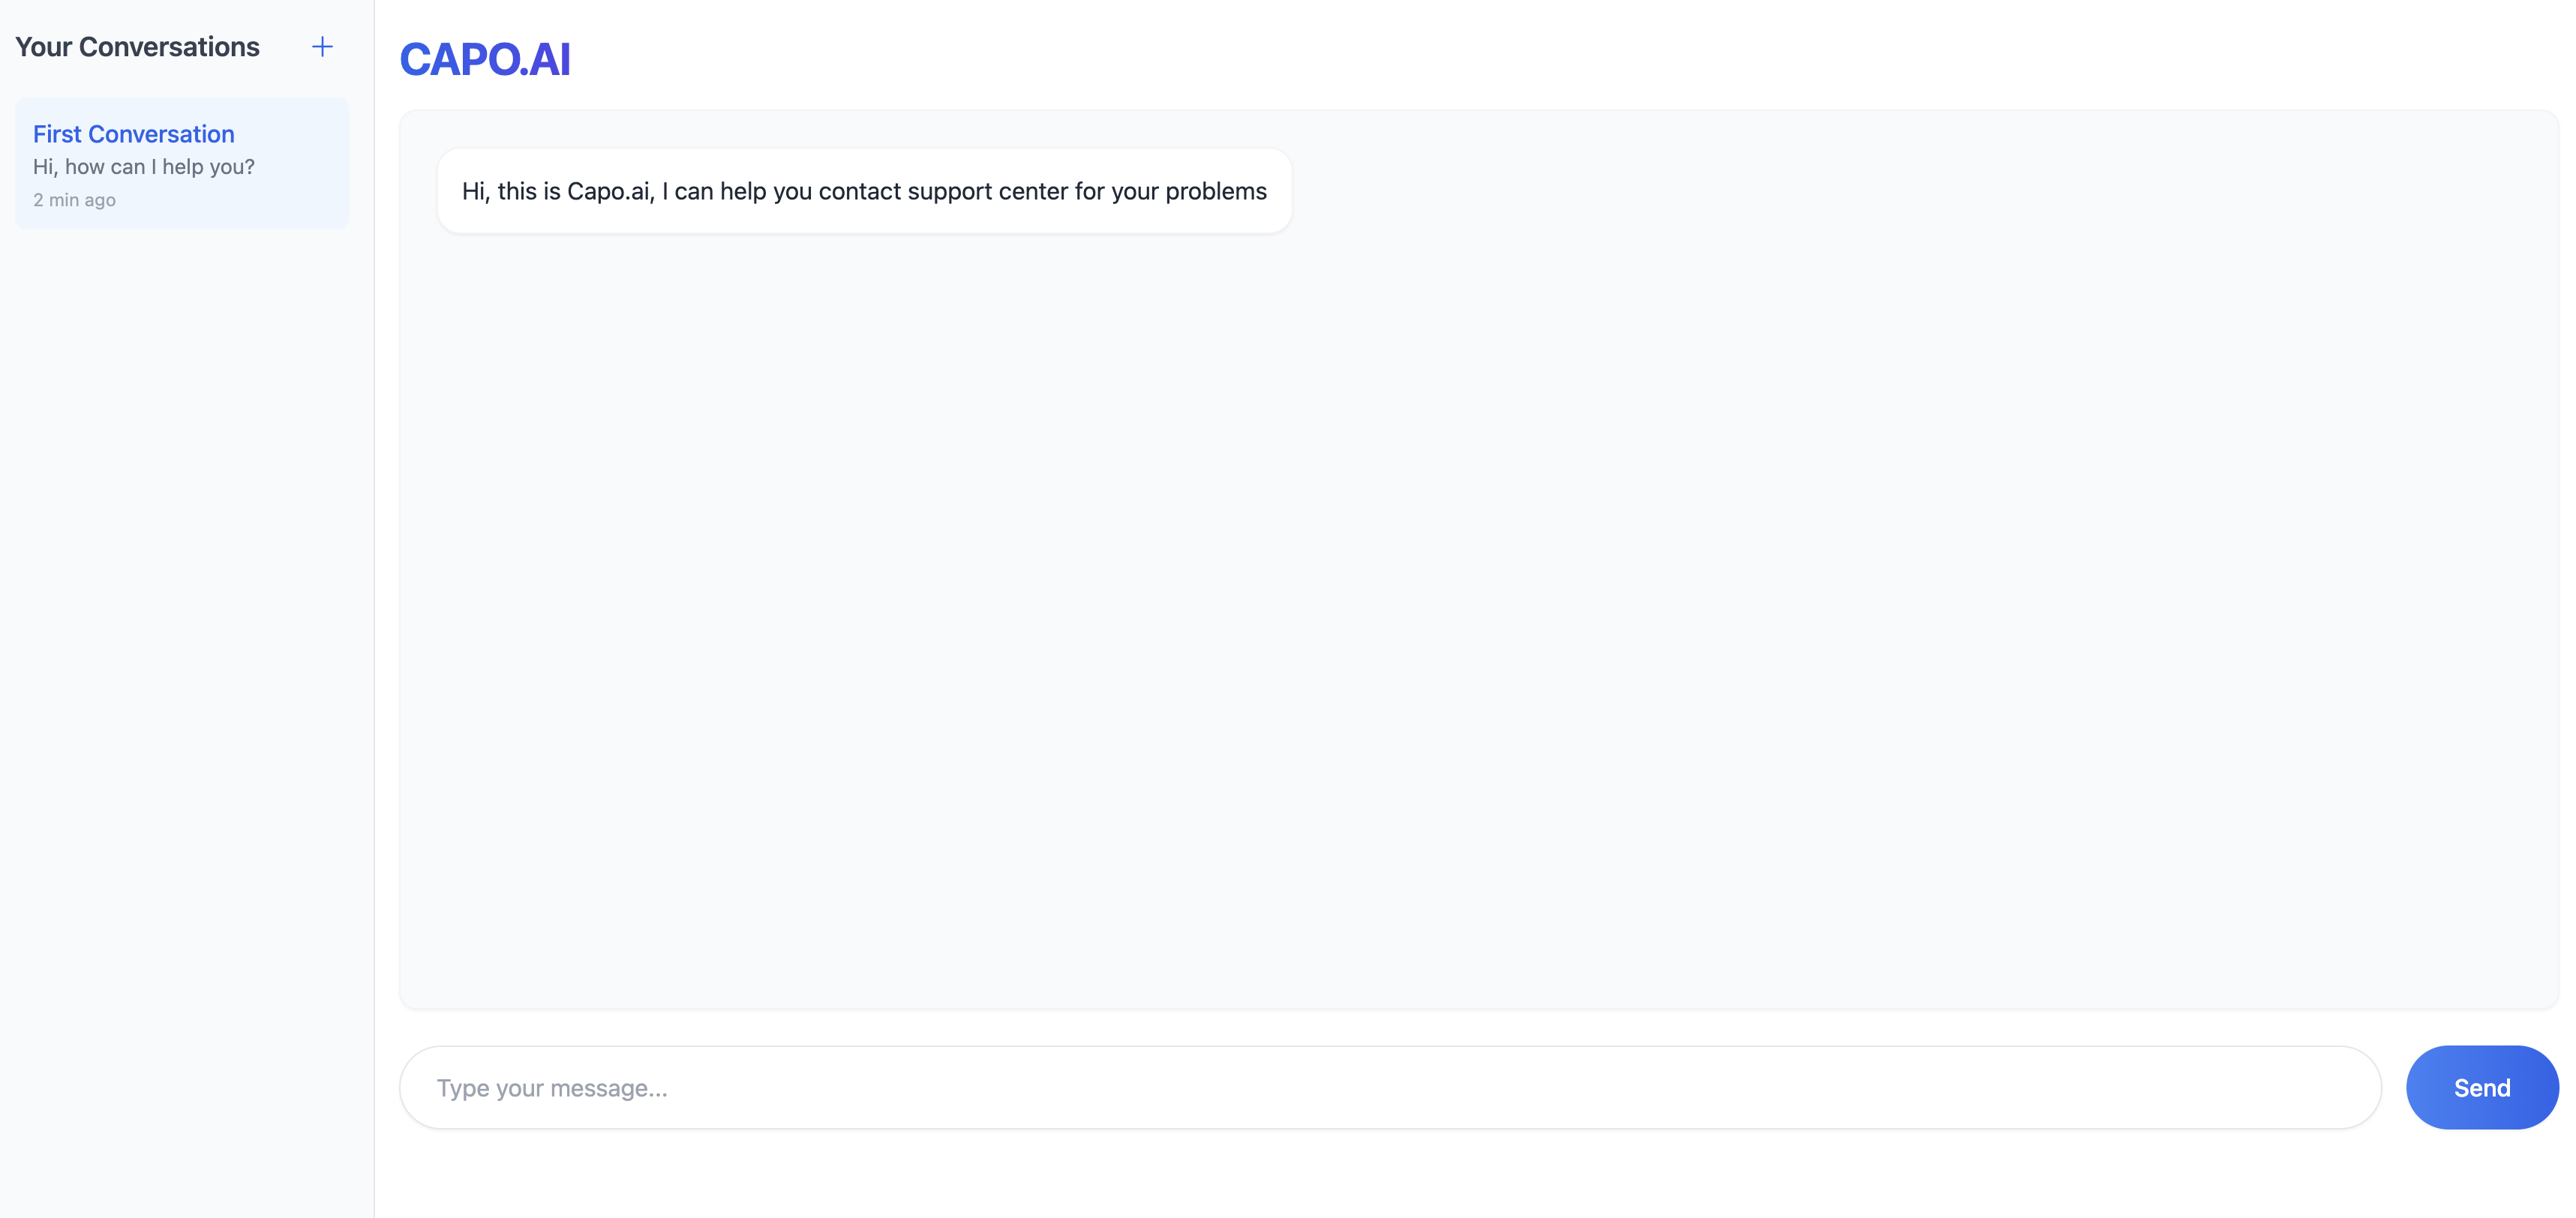 Your Conversations
First Conversation
Hi, how can I help you?
2 min ago
CAPO.AI
Hi, this is Capo.ai, I can help you contact support center for your problems
Type your message...
Send